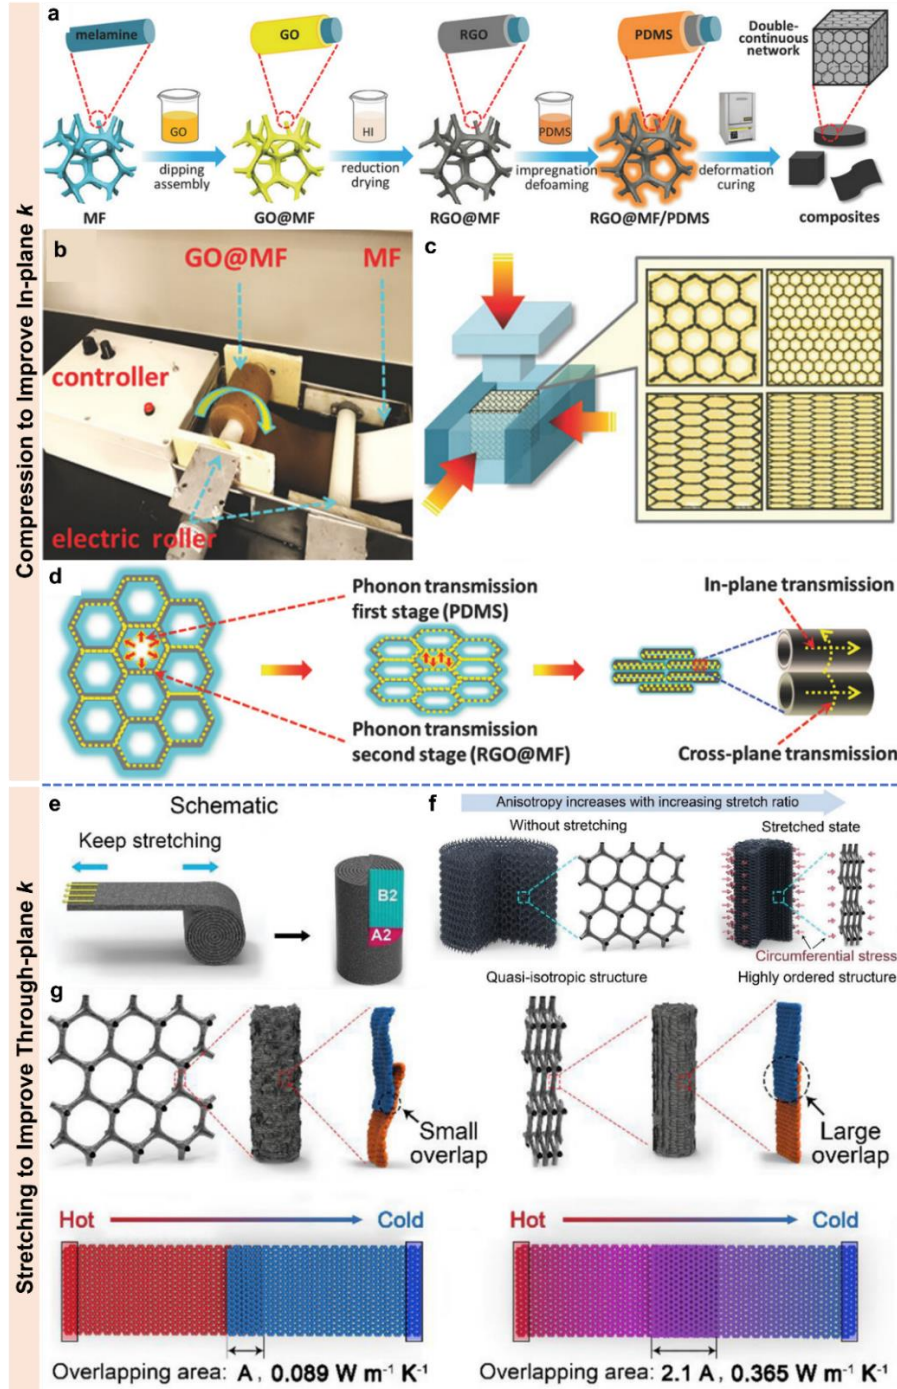 Compression to Improve In-plane k
a
melamine
GO
RGO
PDMS
Double-
continuous
network
GO
HI
PDMS
dipping
assembly
reduction
drying
impregnation
defoaming
deformation
curing
MF
GO@MF
RGO@MF
RGO@MF/PDMS
composites
b
GO@MF
MF
controller
electric roller
c
d
Phonon transmission
first stage (PDMS)
Phonon transmission
second stage (RGO@MF)
In-plane transmission
Cross-plane transmission
Stretching to Improve Through-plane k
e
Schematic
Keep stretching
B2
A2
f
Anisotropy increases with increasing stretch ratio
Without stretching
Stretched state
Circumferential stress
Quasi-isotropic structure
Highly ordered structure
g
Small
overlap
Large
overlap
Hot
Cold
Hot
Cold
Overlapping area: A, 0.089 W m⁻¹ K⁻¹
Overlapping area: 2.1 A, 0.365 W m⁻¹ K⁻¹